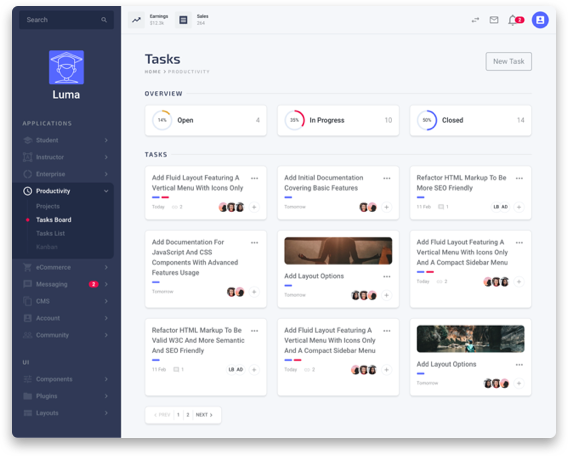 Search
Earnings
$12.3k
Sales
264
2
Luma
APPLICATIONS
Student
Instructor
Enterprise
Productivity
Projects
Tasks Board
Tasks List
Kanban
eCommerce
Messaging
2
CMS
Account
Community
UI
Components
Plugins
Layouts
Tasks
HOME > PRODUCTIVITY
New Task
OVERVIEW
14%
Open
4
35%
In Progress
10
50%
Closed
14
TASKS
Add Fluid Layout Featuring A
Vertical Menu With Icons Only
Today
2
Add Initial Documentation
Covering Basic Features
Tomorrow
Refactor HTML Markup To Be
More SEO Friendly
11 Feb
1
LB AD
Add Documentation For
JavaScript And CSS
Components With Advanced
Features Usage
Tomorrow
Add Layout Options
Tomorrow
Add Fluid Layout Featuring A
Vertical Menu With Icons Only
And A Compact Sidebar Menu
Today
2
Refactor HTML Markup To Be
Valid W3C And More Semantic
And SEO Friendly
11 Feb
1
LB AD
Add Fluid Layout Featuring A
Vertical Menu With Icons Only
And A Compact Sidebar Menu
Today
2
Add Layout Options
Tomorrow
< PREV 1 2 NEXT >